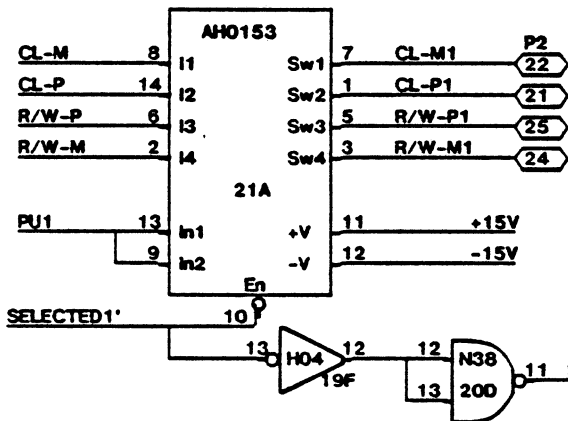 AH0153
P2
CL-M 8 I1 Sw1 7 CL-M1 22
CL-P 14 I2 Sw2 1 CL-P1 21
R/W-P 6 I3 Sw3 5 R/W-P1 25
R/W-M 2 I4 Sw4 3 R/W-M1 24
21A
PU1 13 In1 +V 11 +15V
9 In2 -V 12 -15V
En
SELECTED1' 10
13 H04 12 12 N38 11
19F 13 20D